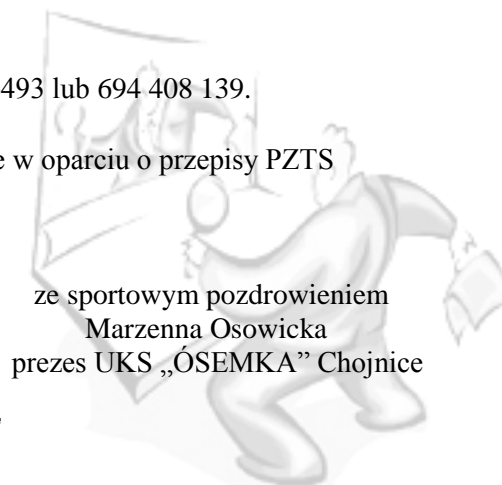 493 lub 694 408 139.
e w oparciu o przepisy PZTS
ze sportowym pozdrowieniem
Marzenna Osowicka
prezes UKS „ÓSEMKA” Chojnice